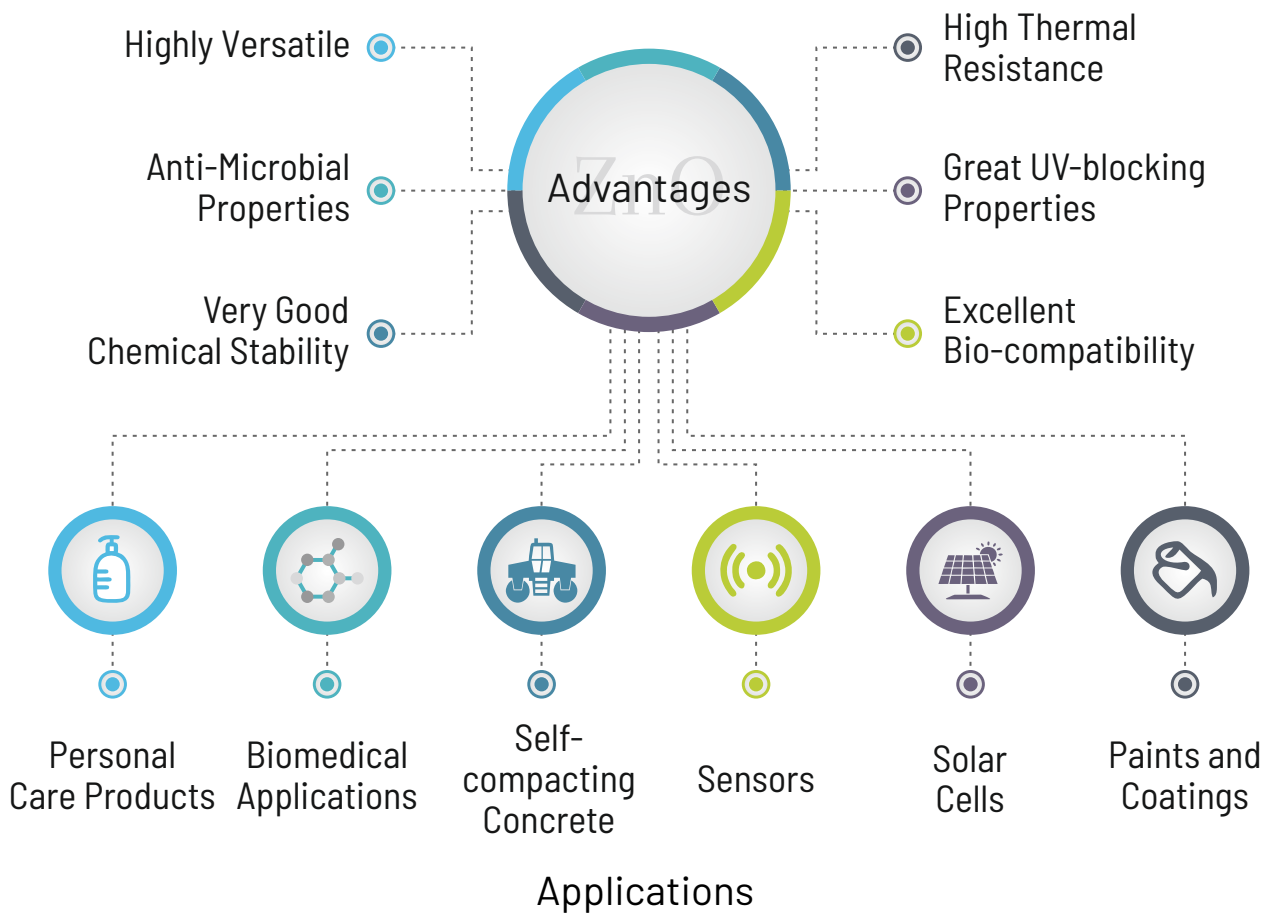 Highly Versatile
High Thermal
Resistance
ZnO
Advantages
Anti-Microbial
Properties
Great UV-blocking
Properties
Very Good
Chemical Stability
Excellent
Bio-compatibility
Personal
Care Products
Biomedical
Applications
Self-
compacting
Concrete
Sensors
Solar
Cells
Paints and
Coatings
Applications